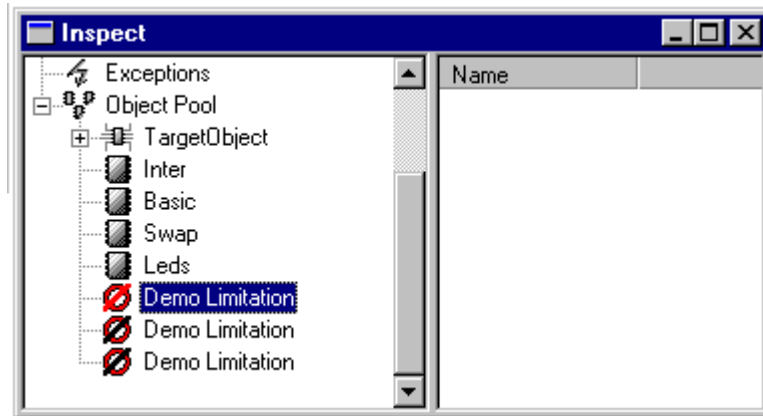 Inspect
Exceptions
Object Pool
TargetObject
Inter
Basic
Swap
Leds
Demo Limitation
Demo Limitation
Demo Limitation
Name